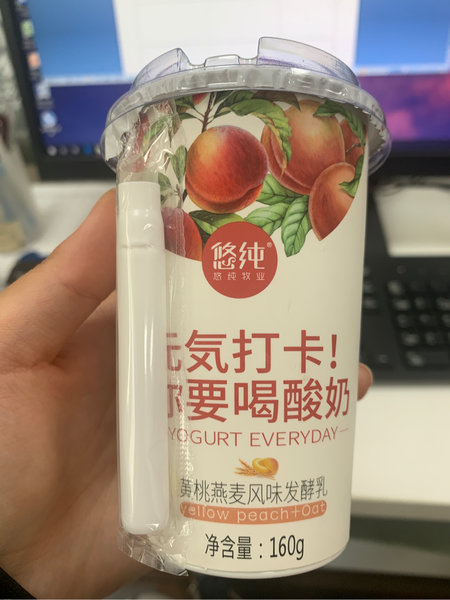 悠纯®
悠纯牧业
元気打卡!
你要喝酸奶
YOGURT EVERYDAY
黄桃燕麦风味发酵乳
yellow peach+Oat
净含量:160g